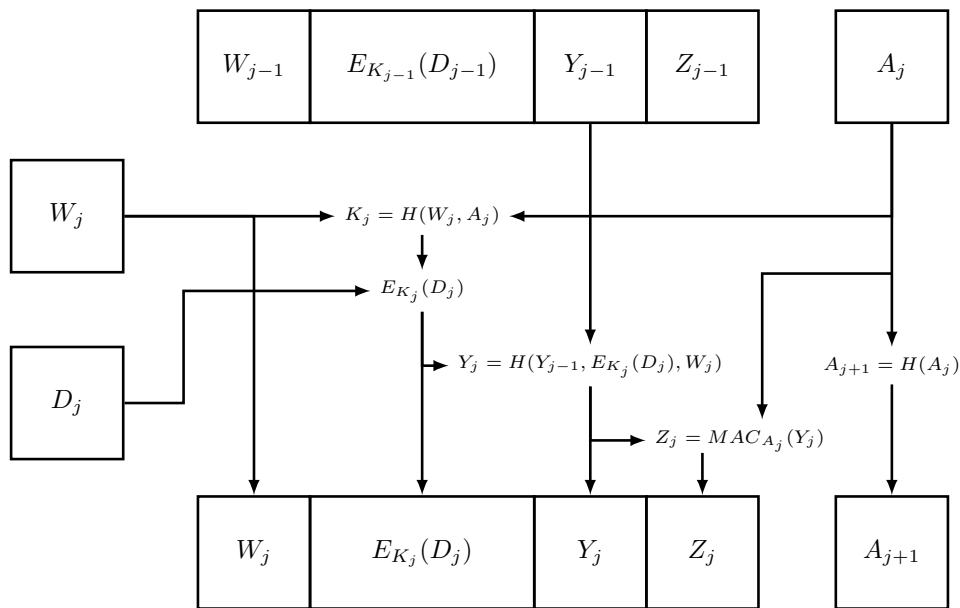 W_{j−1} E_{K_{j−1}}(D_{j−1}) Y_{j−1} Z_{j−1} A_j
W_j
K_j = H(W_j, A_j)
E_{K_j}(D_j)
Y_j = H(Y_{j−1}, E_{K_j}(D_j), W_j)
A_{j+1} = H(A_j)
D_j
Z_j = MAC_{A_j}(Y_j)
W_j E_{K_j}(D_j) Y_j Z_j A_{j+1}